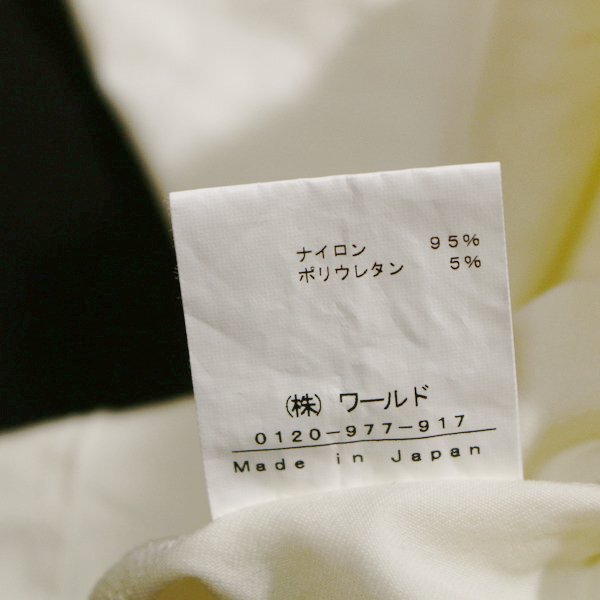 ナイロン 95%
ポリウレタン 5%
(株) ワールド
0120-977-917
Made in Japan